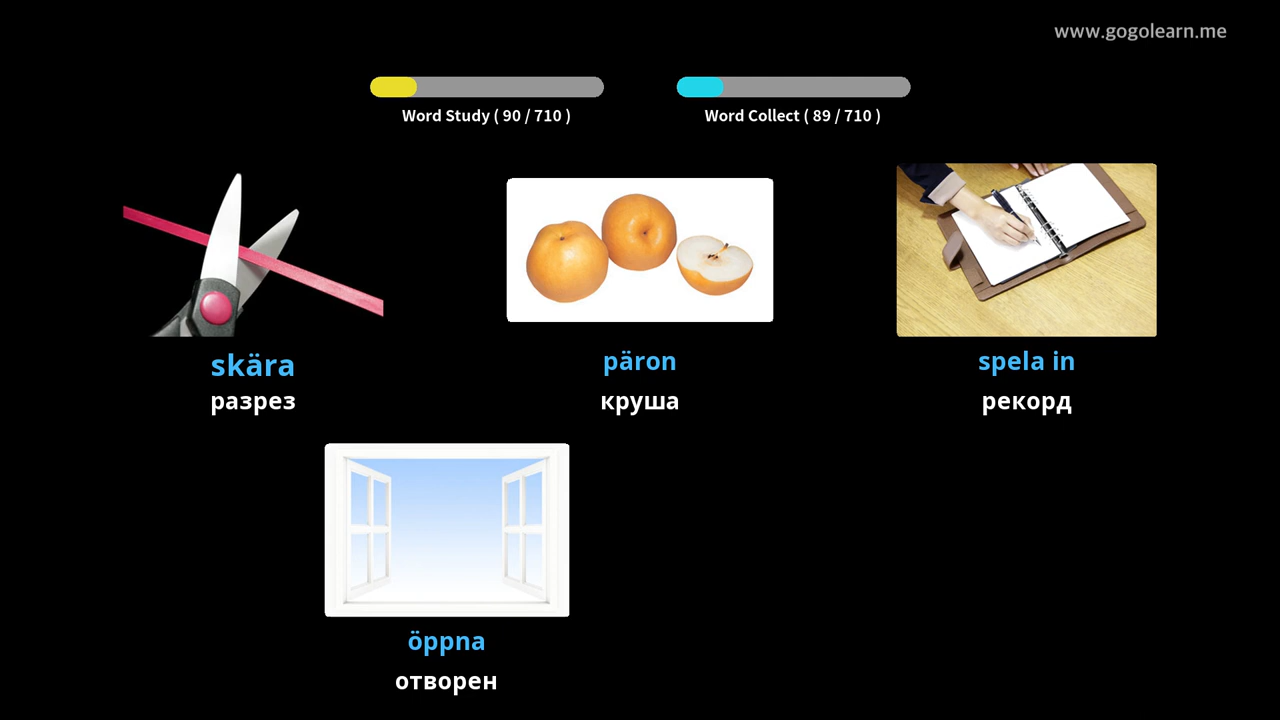 www.gogolearn.me
Word Study ( 90 / 710 )
Word Collect ( 89 / 710 )
skära
разрез
päron
круша
spela in
рекорд
öppna
отворен